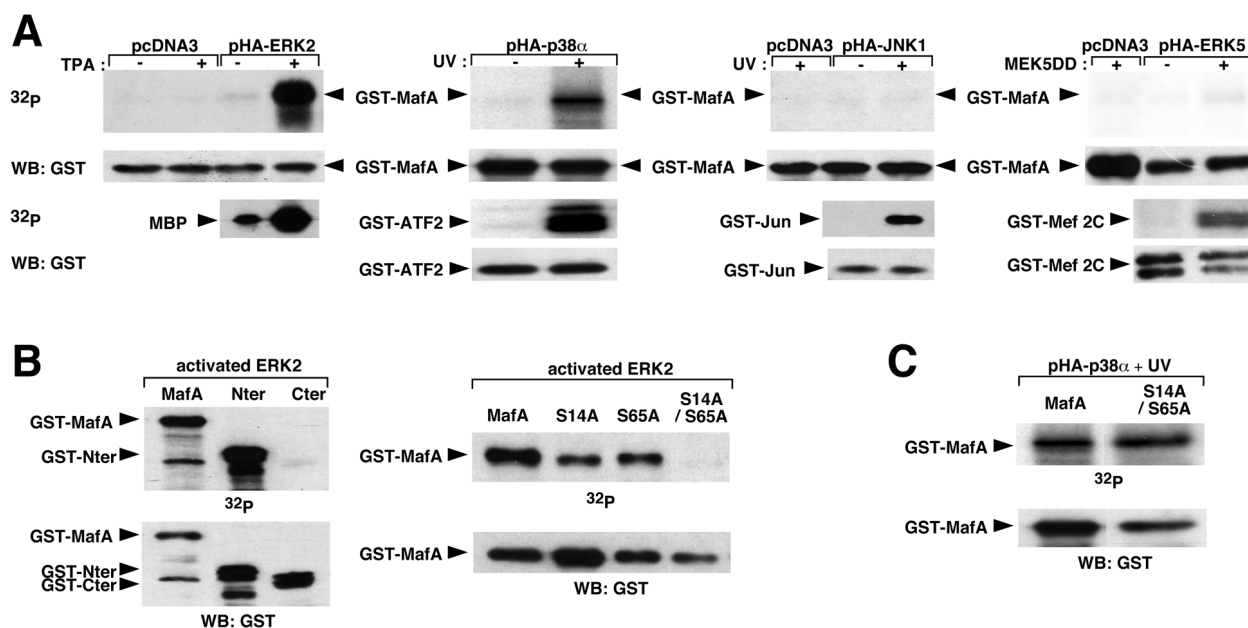 A
pcDNA3 pHA-ERK2 pHA-p38α pcDNA3 pHA-JNK1 pcDNA3 pHA-ERK5
TPA : - + - + UV : - + UV : + - + MEK5DD : + - +
32P GST-MafA GST-MafA GST-MafA
WB: GST GST-MafA GST-MafA GST-MafA
32P MBP GST-ATF2 GST-Jun GST-Mef 2C
WB: GST GST-ATF2 GST-Jun GST-Mef 2C
B
activated ERK2
MafA Nter Cter
GST-MafA
GST-Nter
32P
GST-MafA
GST-Nter
GST-Cter
WB: GST
activated ERK2
MafA S14A S65A S14A
/ S65A
GST-MafA
32P
GST-MafA
WB: GST
C
pHA-p38α + UV
MafA S14A
/ S65A
GST-MafA
32P
GST-MafA
WB: GST